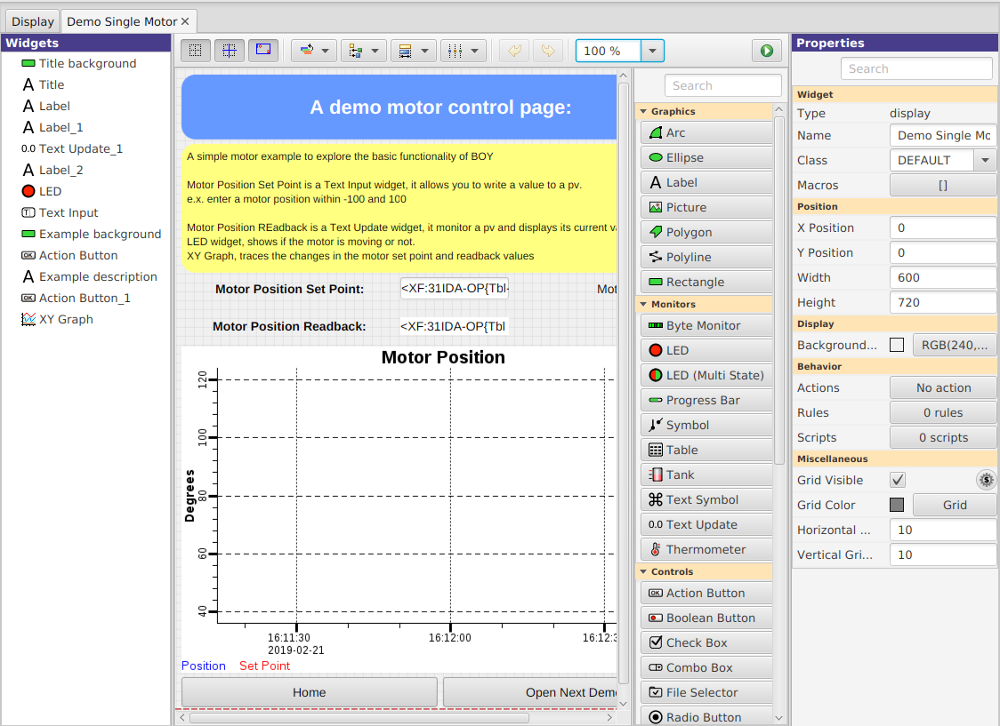 Display
Demo Single Motor
Widgets
Title background
Title
Label
Label_1
0.0 Text Update_1
Label_2
LED
Text Input
Example background
Action Button
Example description
Action Button_1
XY Graph
100 %
A demo motor control page:
A simple motor example to explore the basic functionality of BOY
Motor Position Set Point is a Text Input widget, it allows you to write a value to a pv.
e.x. enter a motor position within -100 and 100
Motor Position REadback is a Text Update widget, it monitor a pv and displays its current va
LED widget, shows if the motor is moving or not.
XY Graph, traces the changes in the motor set point and readback values
Motor Position Set Point:
<XF:31IDA-OP{Tbl-
Mot
Motor Position Readback:
<XF:31IDA-OP{Tbl
Motor Position
Degrees
120
100
80
60
40
16:11:30
2019-02-21
16:12:00
16:12:3
Position
Set Point
Home
Open Next Demo
Search
Graphics
Arc
Ellipse
Label
Picture
Polygon
Polyline
Rectangle
Monitors
Byte Monitor
LED
LED (Multi State)
Progress Bar
Symbol
Table
Tank
Text Symbol
0.0 Text Update
Thermometer
Controls
Action Button
Boolean Button
Check Box
Combo Box
File Selector
Radio Button
Properties
Search
Widget
Type display
Name Demo Single Mo
Class DEFAULT
Macros []
Position
X Position 0
Y Position 0
Width 600
Height 720
Display
Background... RGB(240,...
Behavior
Actions No action
Rules 0 rules
Scripts 0 scripts
Miscellaneous
Grid Visible
Grid Color Grid
Horizontal ... 10
Vertical Gri... 10